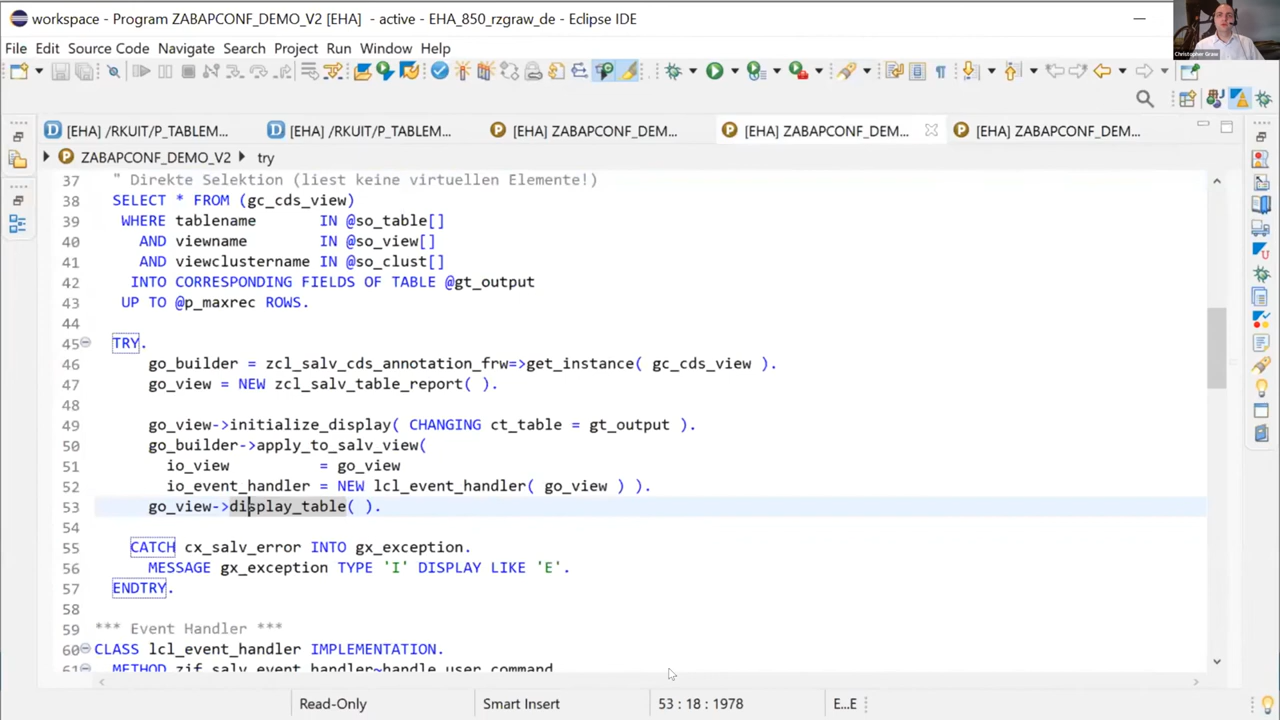 workspace - Program ZABAPCONF_DEMO_V2 [EHA] - active - EHA_850_rzgraw_de - Eclipse IDE
Christopher Graw
File Edit Source Code Navigate Search Project Run Window Help
[EHA] /RKUIT/P_TABLEM... [EHA] /RKUIT/P_TABLEM... [EHA] ZABAPCONF_DEM... [EHA] ZABAPCONF_DEM... [EHA] ZABAPCONF_DEM...
ZABAPCONF_DEMO_V2 try
37 " Direkte Selektion (liest keine virtuellen Elemente!)
38 SELECT * FROM (gc_cds_view)
39 WHERE tablename IN @so_table[]
40 AND viewname IN @so_view[]
41 AND viewclustername IN @so_clust[]
42 INTO CORRESPONDING FIELDS OF TABLE @gt_output
43 UP TO @p_maxrec ROWS.
44
45 TRY.
46 go_builder = zcl_salv_cds_annotation_frw=>get_instance( gc_cds_view ).
47 go_view = NEW zcl_salv_table_report( ).
48
49 go_view->initialize_display( CHANGING ct_table = gt_output ).
50 go_builder->apply_to_salv_view(
51 io_view = go_view
52 io_event_handler = NEW lcl_event_handler( go_view ) ).
53 go_view->display_table( ).
54
55 CATCH cx_salv_error INTO gx_exception.
56 MESSAGE gx_exception TYPE 'I' DISPLAY LIKE 'E'.
57 ENDTRY.
58
59 *** Event Handler ***
60 CLASS lcl_event_handler IMPLEMENTATION.
61 METHOD zif_salv_event_handler~handle_user_command
Read-Only Smart Insert 53 : 18 : 1978 E...E